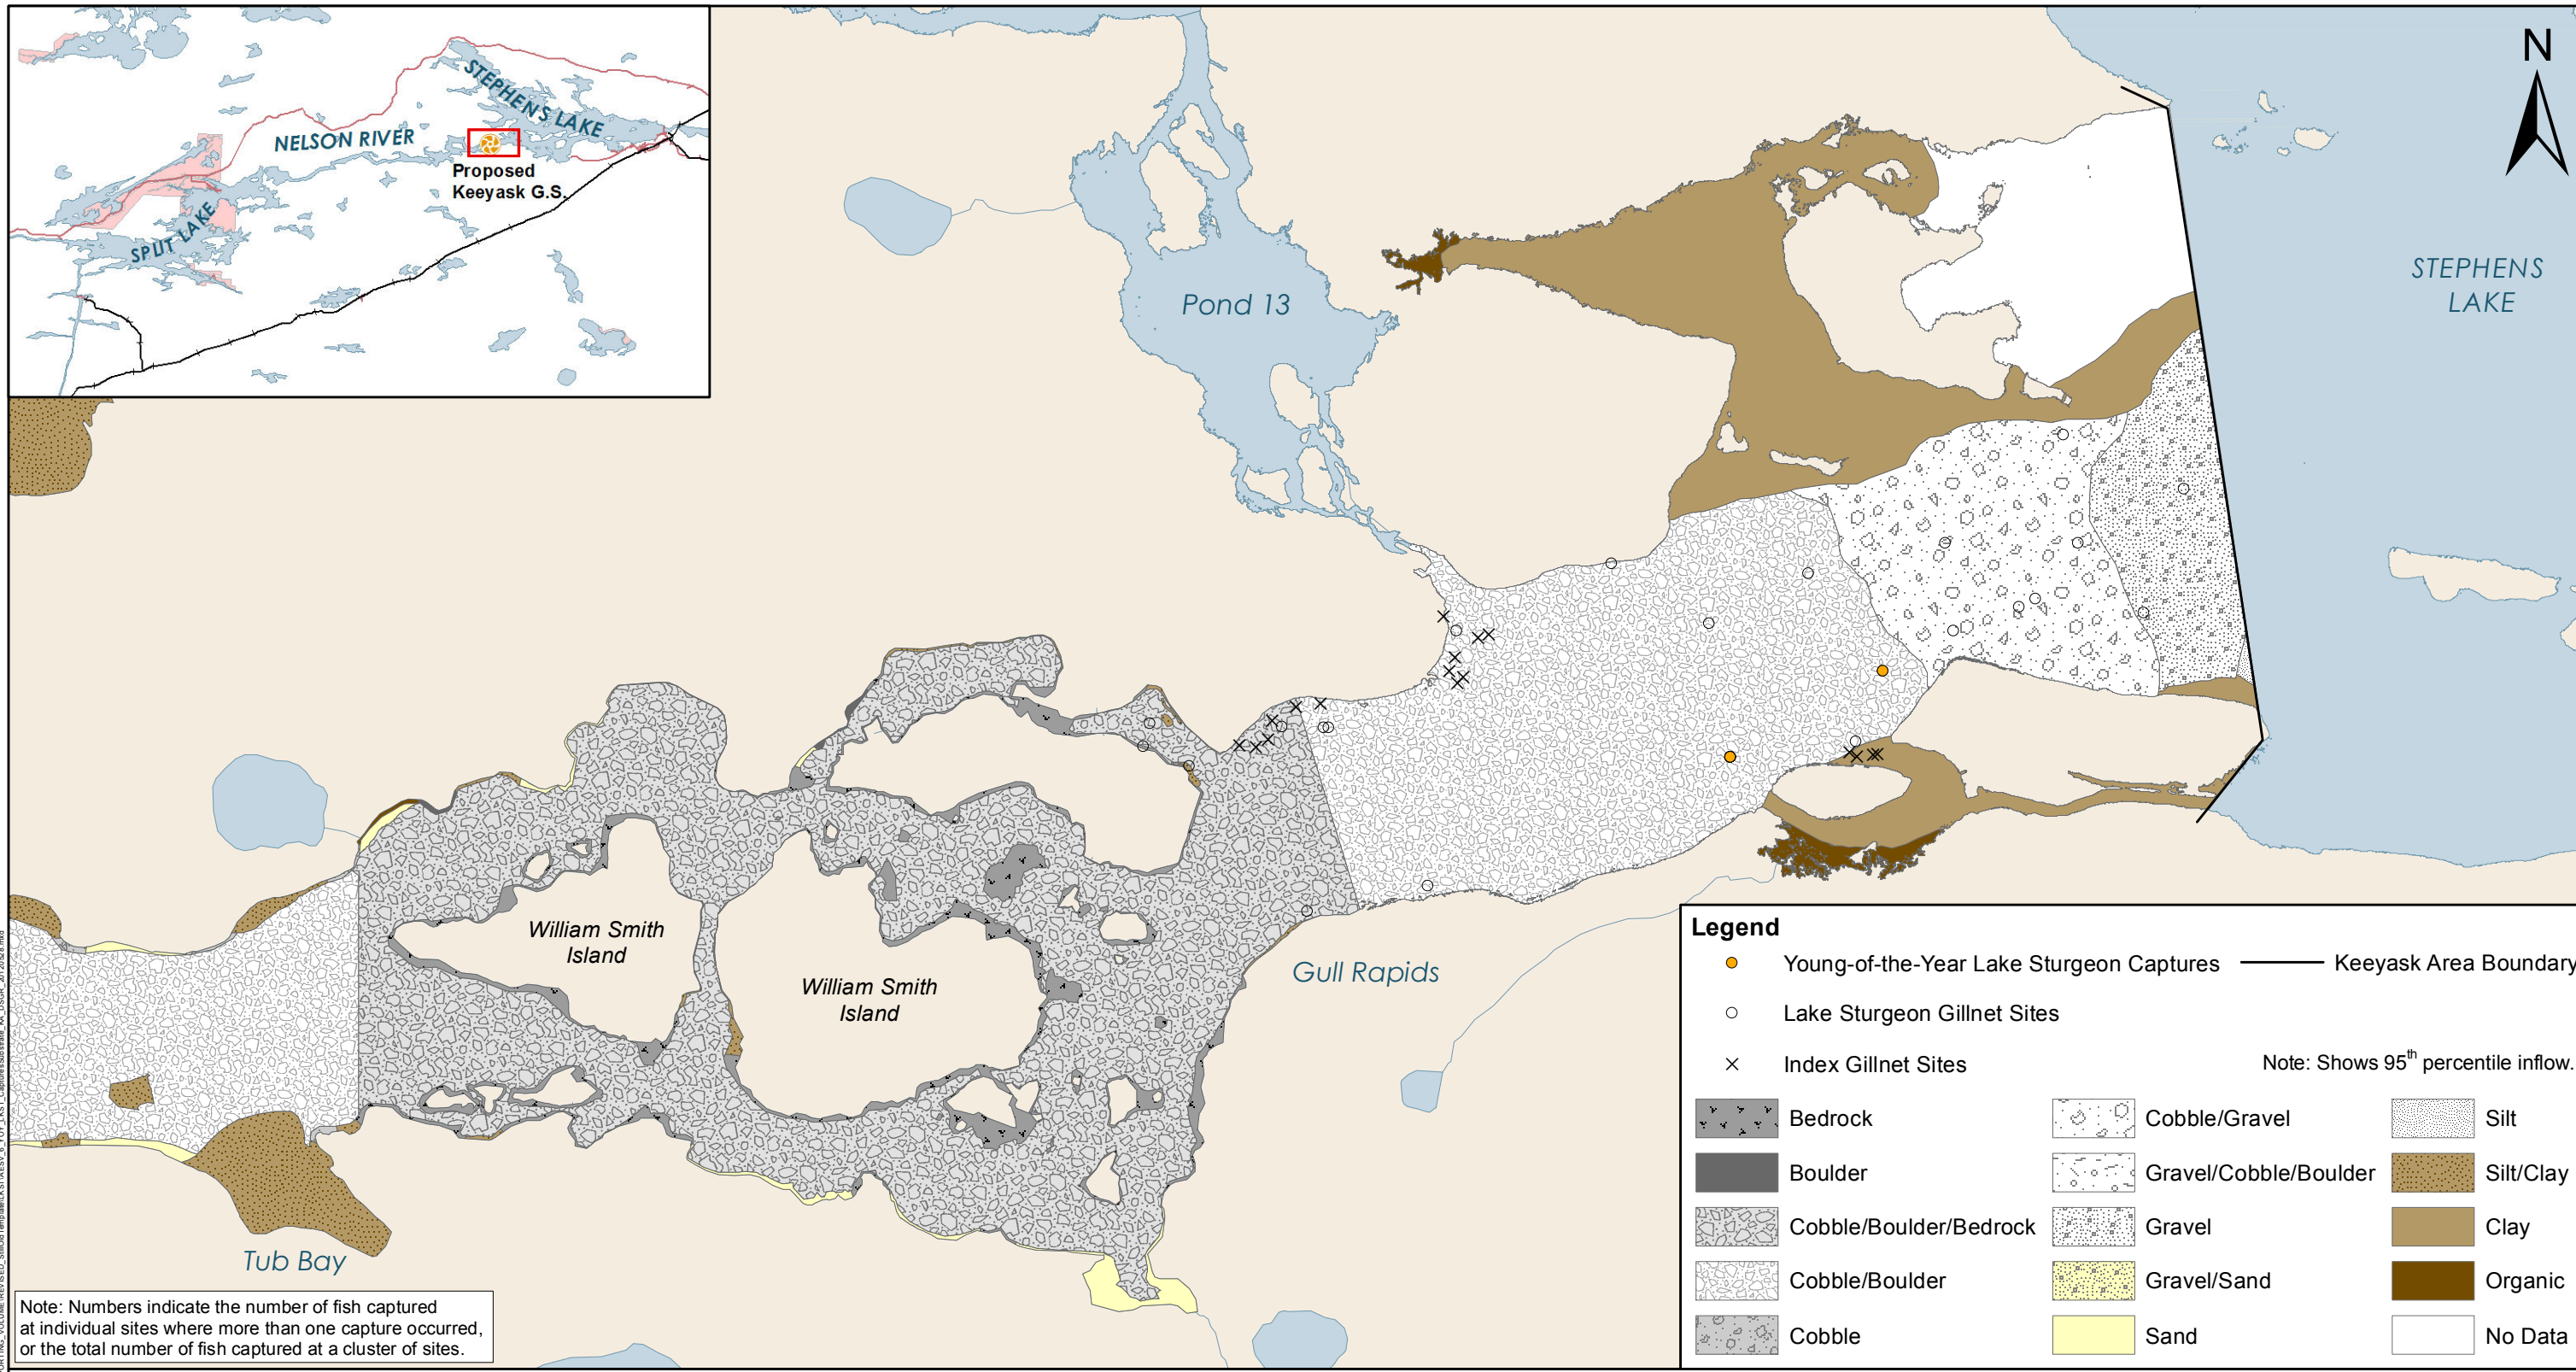 STEPHENS LAKE
NELSON RIVER
Proposed
Keeyask G.S.
SPLIT LAKE
N
Pond 13
STEPHENS
LAKE
William Smith
Island
William Smith
Island
Gull Rapids
Tub Bay
Note: Numbers indicate the number of fish captured
at individual sites where more than one capture occurred,
or the total number of fish captured at a cluster of sites.
Legend
Young-of-the-Year Lake Sturgeon Captures
Keeyask Area Boundary
Lake Sturgeon Gillnet Sites
Index Gillnet Sites
Note: Shows 95th percentile inflow.
Bedrock
Boulder
Cobble/Boulder/Bedrock
Cobble/Boulder
Cobble
Cobble/Gravel
Gravel/Cobble/Boulder
Gravel
Gravel/Sand
Sand
Silt
Silt/Clay
Clay
Organic
No Data